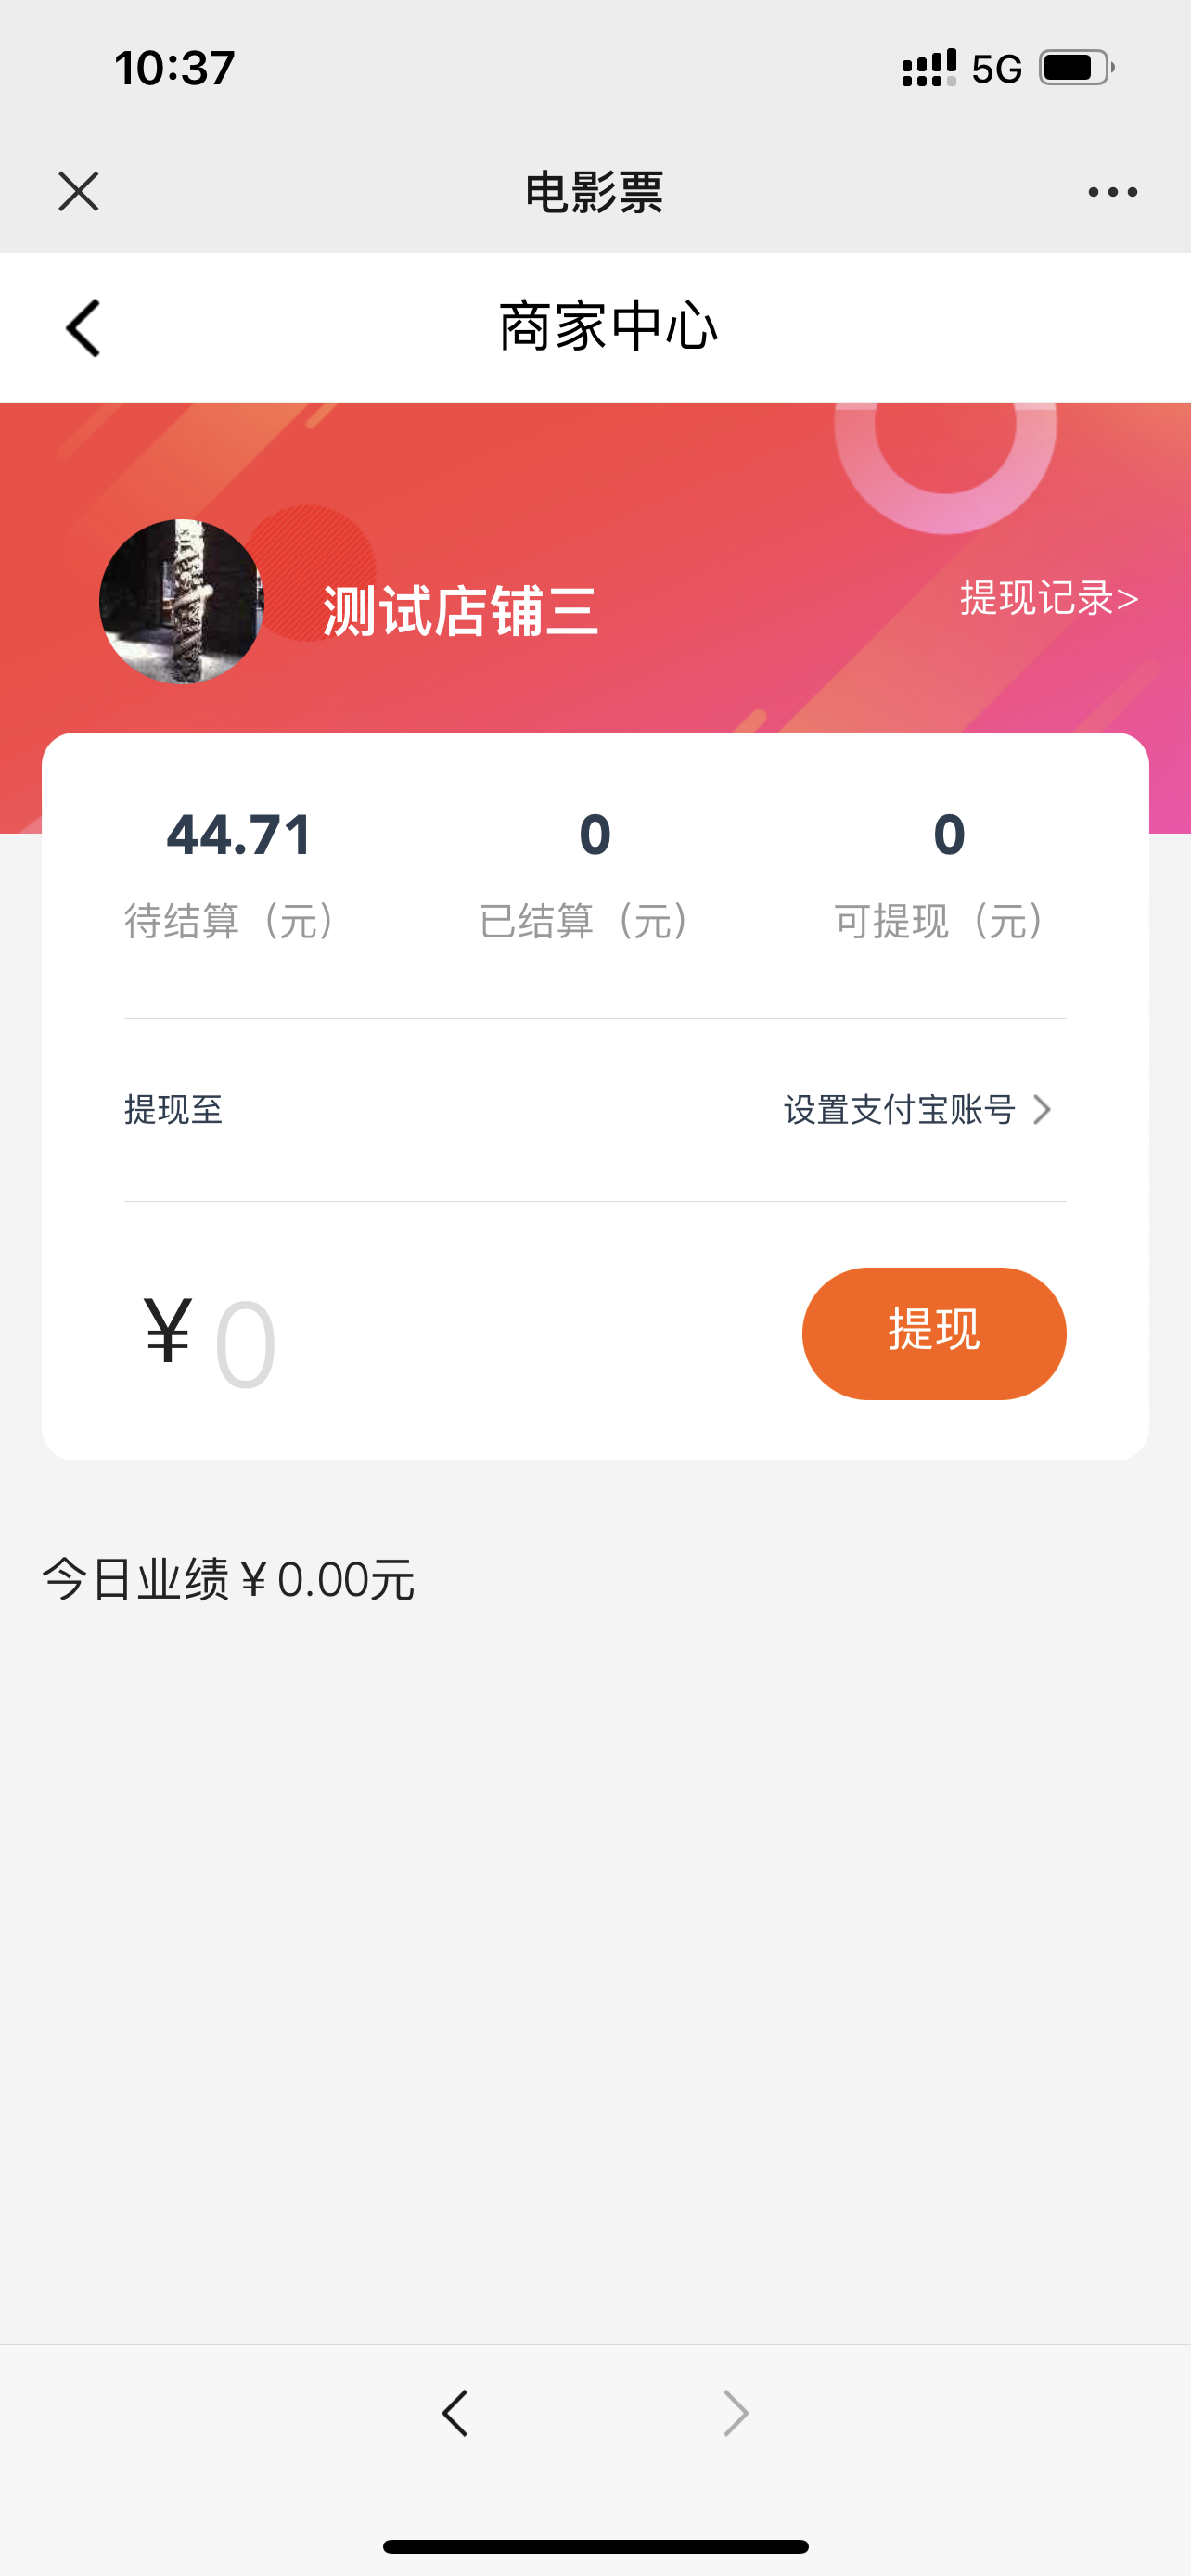 10:37 5G
电影票
商家中心
测试店铺三
提现记录>
44.71 0 0
待结算（元） 已结算（元） 可提现（元）
提现至 设置支付宝账号
¥ 0 提现
今日业绩￥0.00元